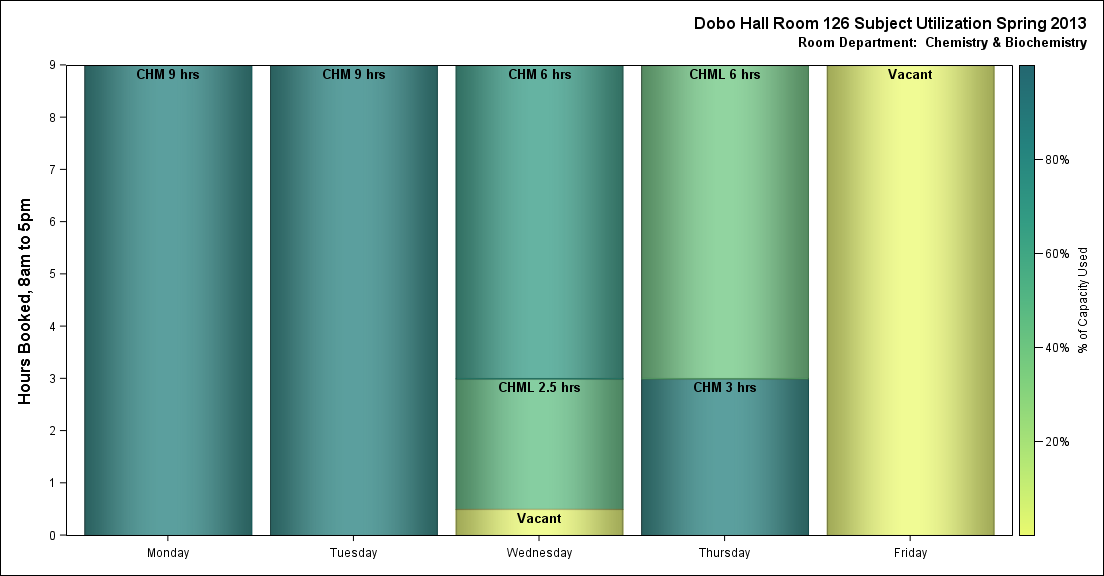 Dobo Hall Room 126 Subject Utilization Spring 2013
Room Department:  Chemistry & Biochemistry
Hours Booked, 8am to 5pm
9
8
7
6
5
4
3
2
1
0
CHM 9 hrs
CHM 9 hrs
CHM 6 hrs
CHML 2.5 hrs
Vacant
CHML 6 hrs
CHM 3 hrs
Vacant
Monday
Tuesday
Wednesday
Thursday
Friday
80%
60%
40%
20%
% of Capacity Used